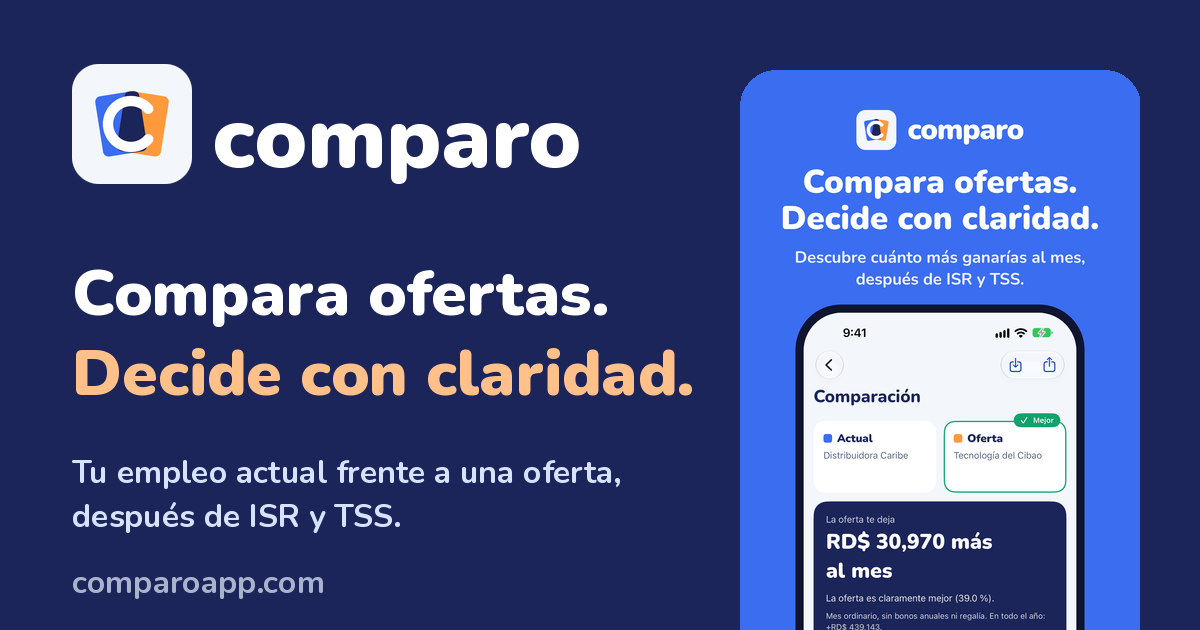 C comparo
Compara ofertas.
Decide con claridad.
Tu empleo actual frente a una oferta,
después de ISR y TSS.
comparoapp.com
C comparo
Compara ofertas.
Decide con claridad.
Descubre cuánto más ganarías al mes,
después de ISR y TSS.
9:41
Comparación
Actual
Distribuidora Caribe
Mejor
Oferta
Tecnología del Cibao
La oferta te deja
RD$ 30,970 más
al mes
La oferta es claramente mejor (39.0 %).
Mes ordinario, sin bonos anuales ni regalía. En todo el año:
+RD$ 439,143.